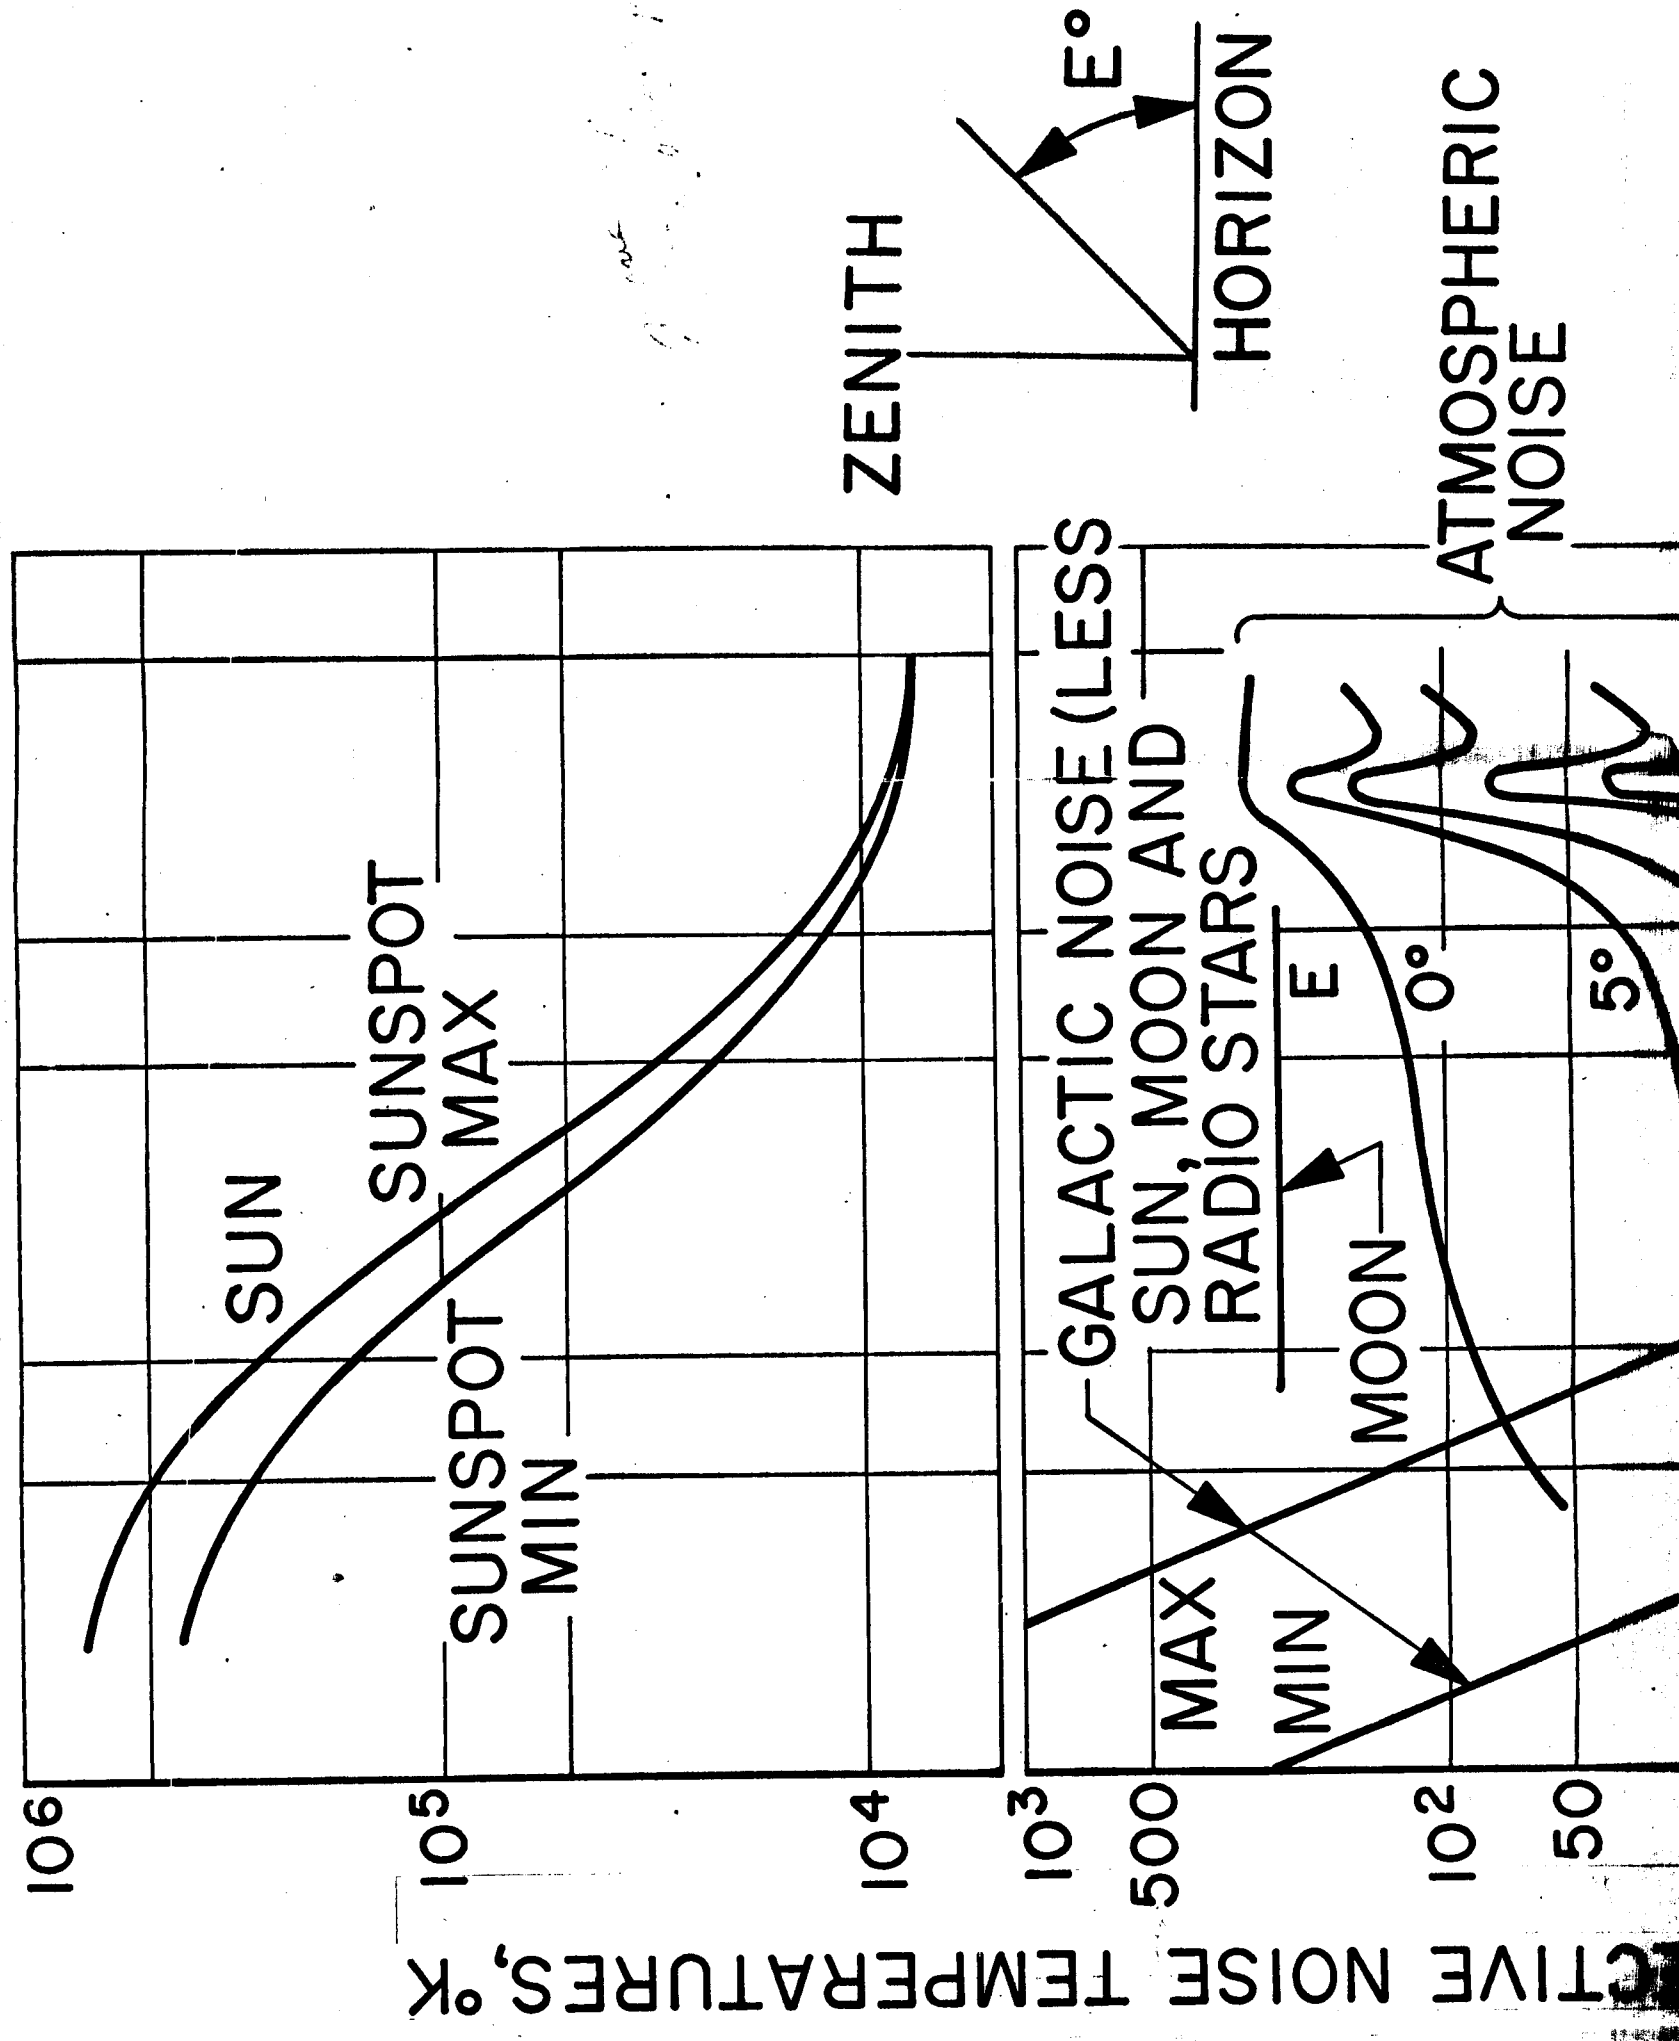 ZENITH
E°
HORIZON
SUN
SUNSPOT
MAX
SUNSPOT
MIN
GALACTIC NOISE (LESS
SUN, MOON AND
RADIO STARS
ATMOSPHERIC
NOISE
E
0°
5°
MOON
MAX
MIN
10⁶
10⁵
10⁴
10³
500
10²
50
NOISE TEMPERATURES, °K